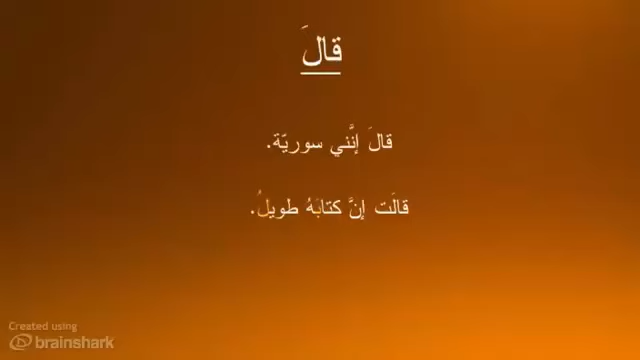 قالَ
قالَ إنَّني سوريّة.
قالَت إنَّ كتابَهُ طويلُ.
Created using
brainshark